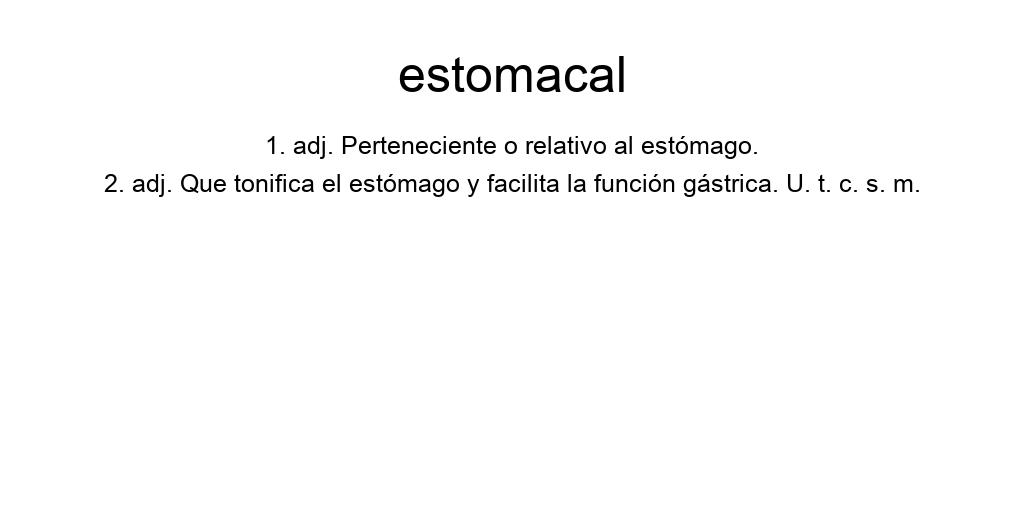 estomacal
1. adj. Perteneciente o relativo al estómago.
2. adj. Que tonifica el estómago y facilita la función gástrica. U. t. c. s. m.